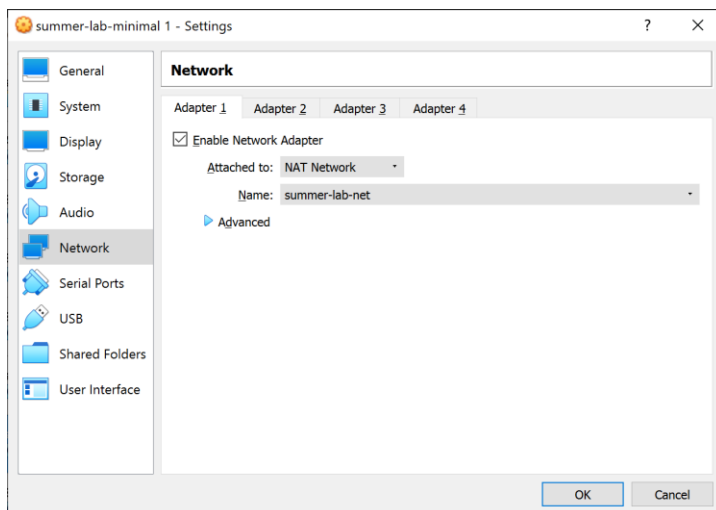 summer-lab-minimal 1 - Settings
?
General
System
Display
Storage
Audio
Network
Serial Ports
USB
Shared Folders
User Interface
Network
Adapter 1 Adapter 2 Adapter 3 Adapter 4
Enable Network Adapter
Attached to: NAT Network
Name: summer-lab-net
Advanced
OK Cancel